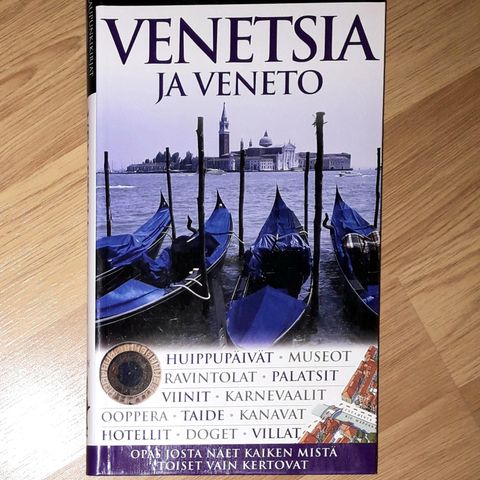 VENETSIA
JA VENETO
HUIPPUPÄIVÄT • MUSEOT
RAVINTOLAT • PALATSIT
VIINIT • KARNEVAALIT
OOPPERA • TAIDE • KANAVAT
HOTELLIT • DOGET • VILLAT
OPAS JOSTA NÄET KAIKEN MISTÄ
TOISET VAIN KERTOVAT